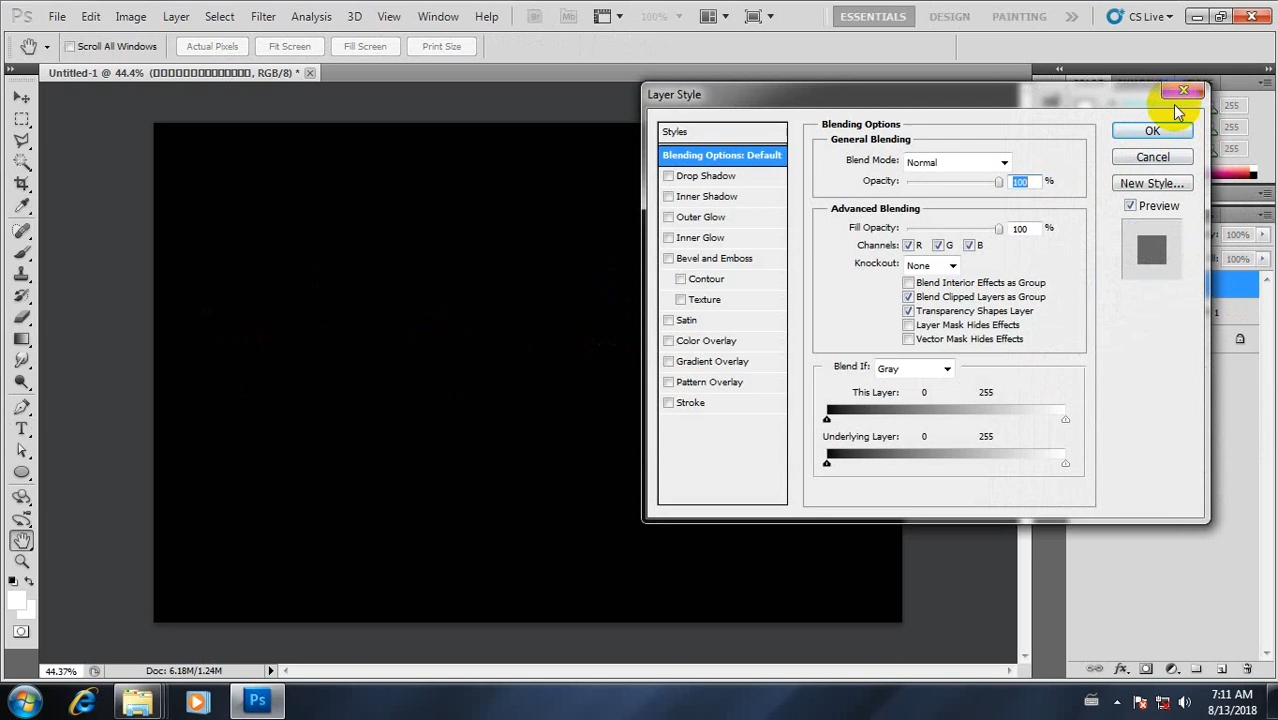 Ps File Edit Image Layer Select Filter Analysis 3D View Window Help Br Mb 100% ESSENTIALS DESIGN PAINTING CS Live
Scroll All Windows Actual Pixels Fit Screen Fill Screen Print Size
Untitled-1 @ 44.4% (▯▯▯▯▯▯▯▯▯▯▯▯▯▯▯, RGB/8) *
Layer Style
255
255
255
Styles
Blending Options: Default
Drop Shadow
Inner Shadow
Outer Glow
Inner Glow
Bevel and Emboss
Contour
Texture
Satin
Color Overlay
Gradient Overlay
Pattern Overlay
Stroke
Blending Options
General Blending
Blend Mode: Normal
Opacity: 100 %
Advanced Blending
Fill Opacity: 100 %
Channels: R G B
Knockout: None
Blend Interior Effects as Group
Blend Clipped Layers as Group
Transparency Shapes Layer
Layer Mask Hides Effects
Vector Mask Hides Effects
Blend If: Gray
This Layer: 0 255
Underlying Layer: 0 255
OK
Cancel
New Style...
Preview
100%
100%
1
44.37% Doc: 6.18M/1.24M
Ps
7:11 AM
8/13/2018